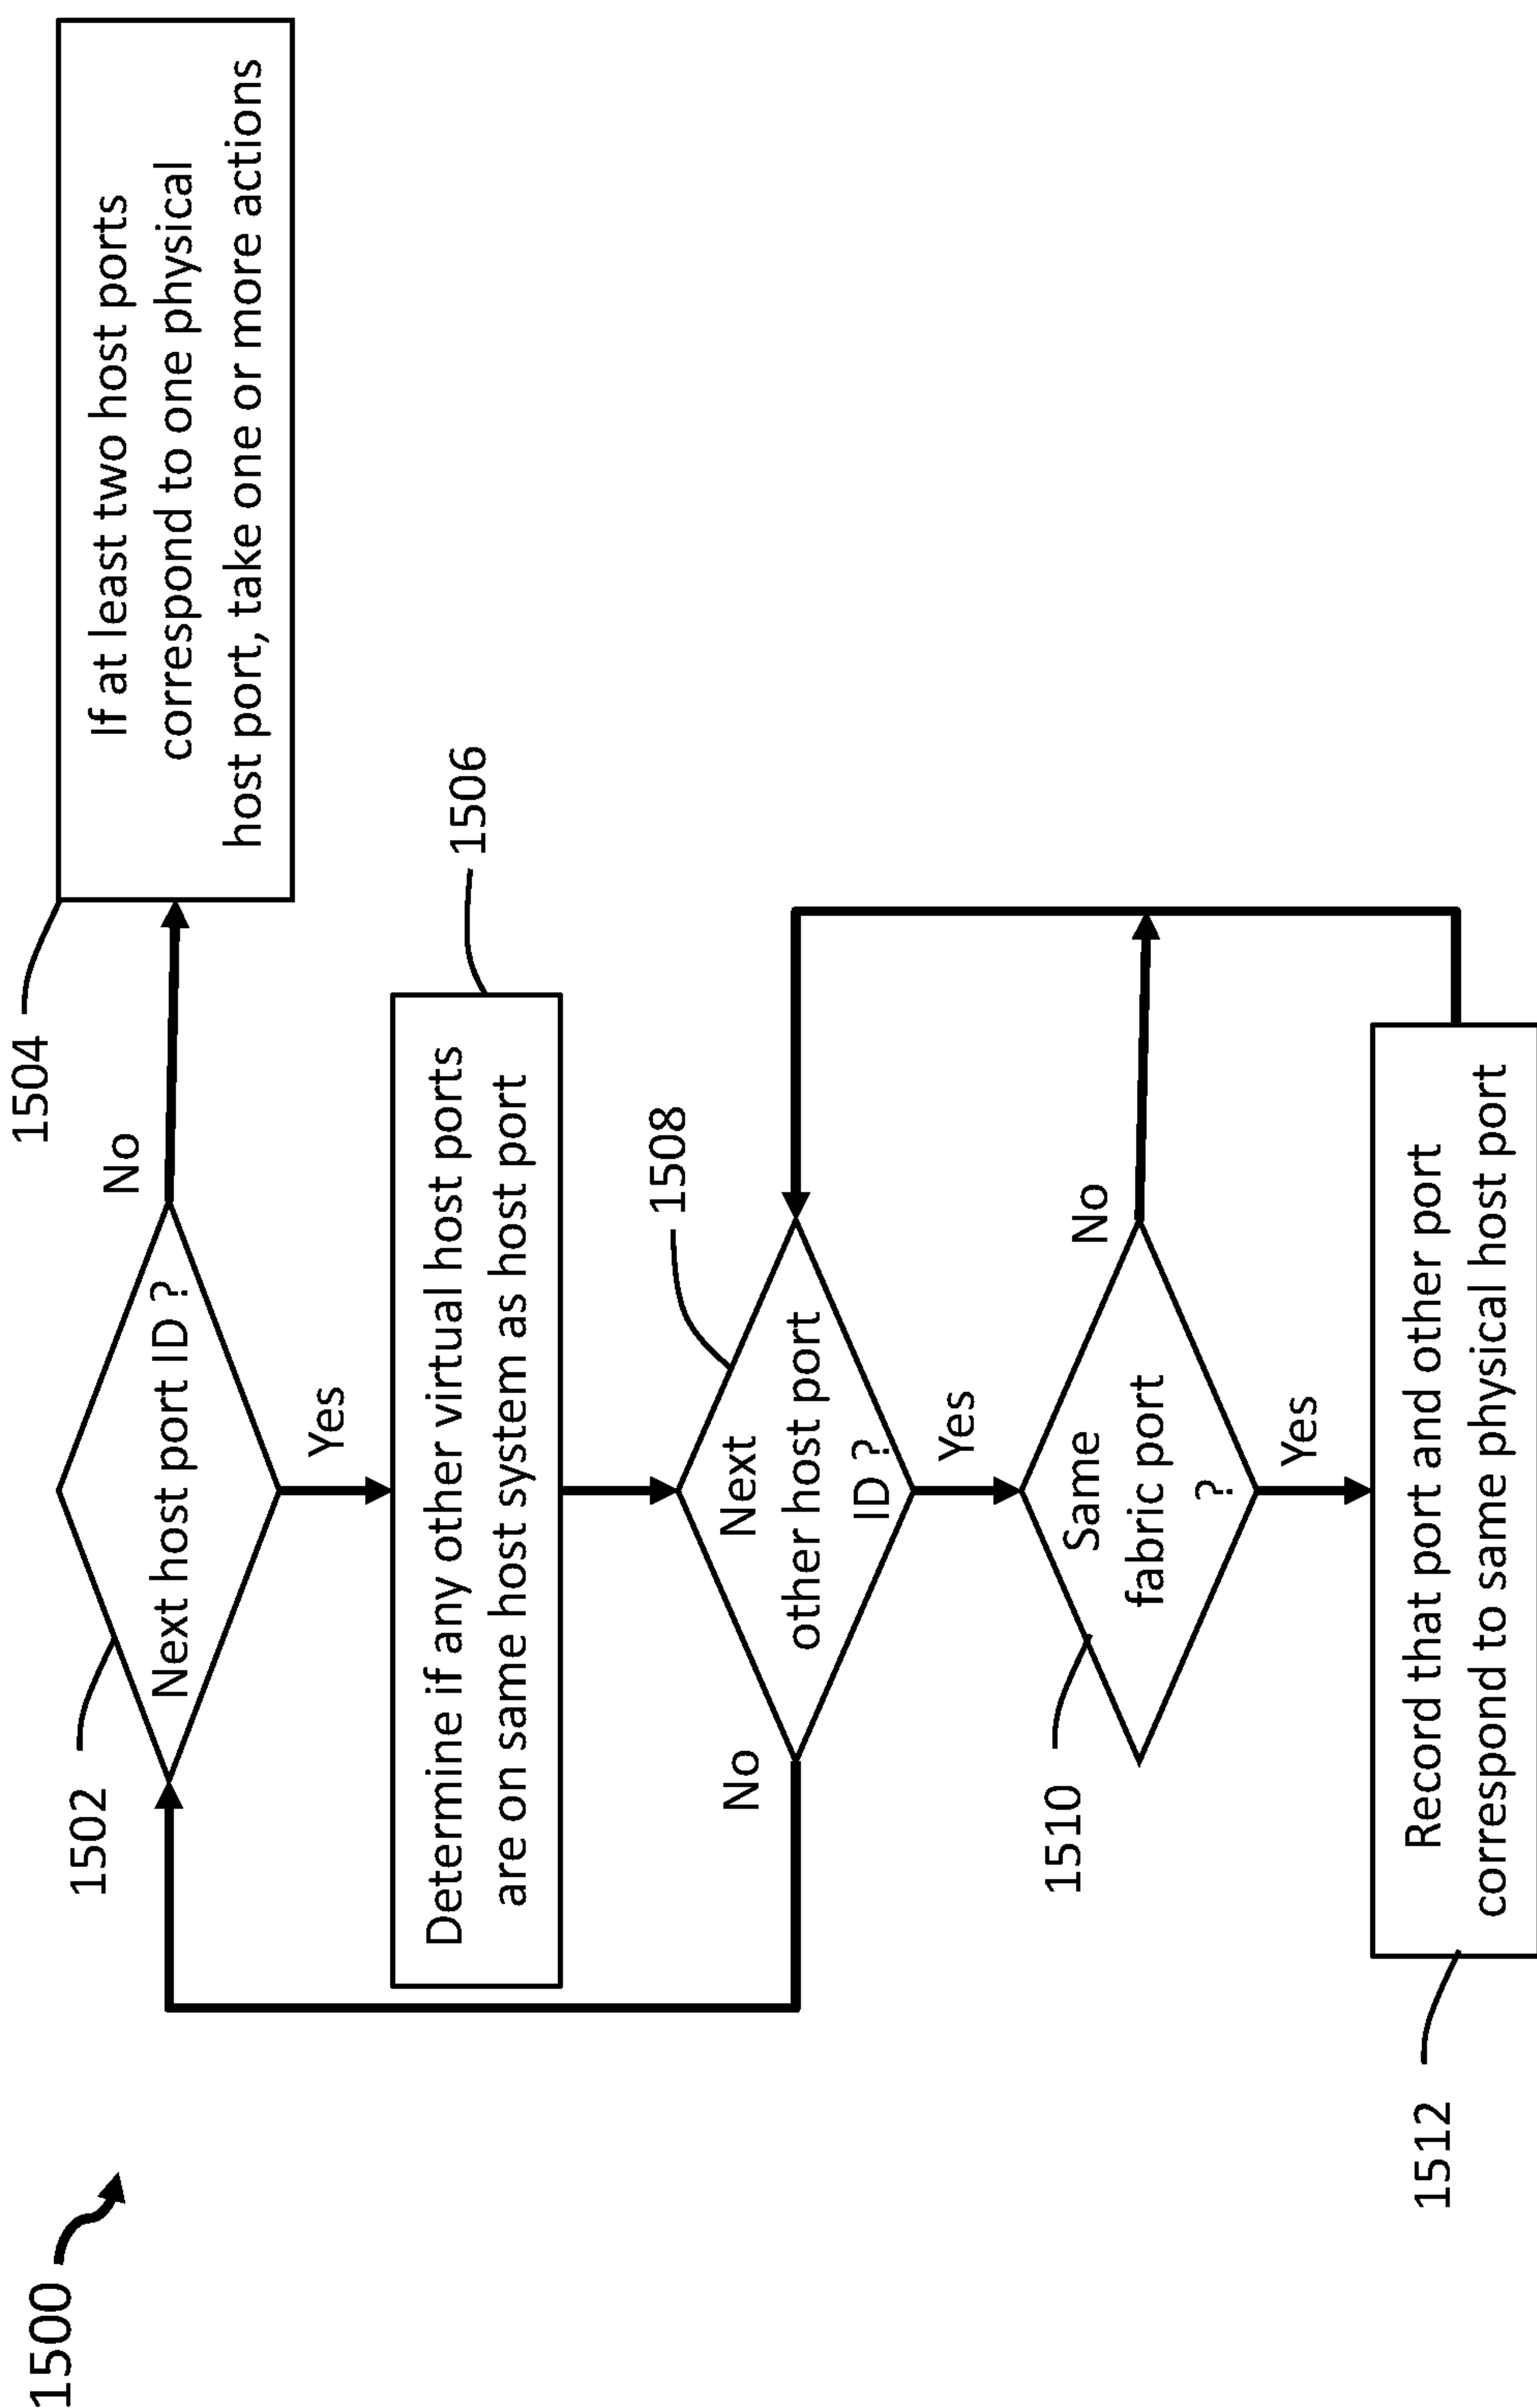 1500
1502
Next host port ID ?
No
1504
If at least two host ports
correspond to one physical
host port, take one or more actions
Yes
1506
Determine if any other virtual host ports
are on same host system as host port
1508
No
Next
other host port
ID ?
Yes
1510
Same
fabric port
?
No
Yes
1512
Record that port and other port
correspond to same physical host port